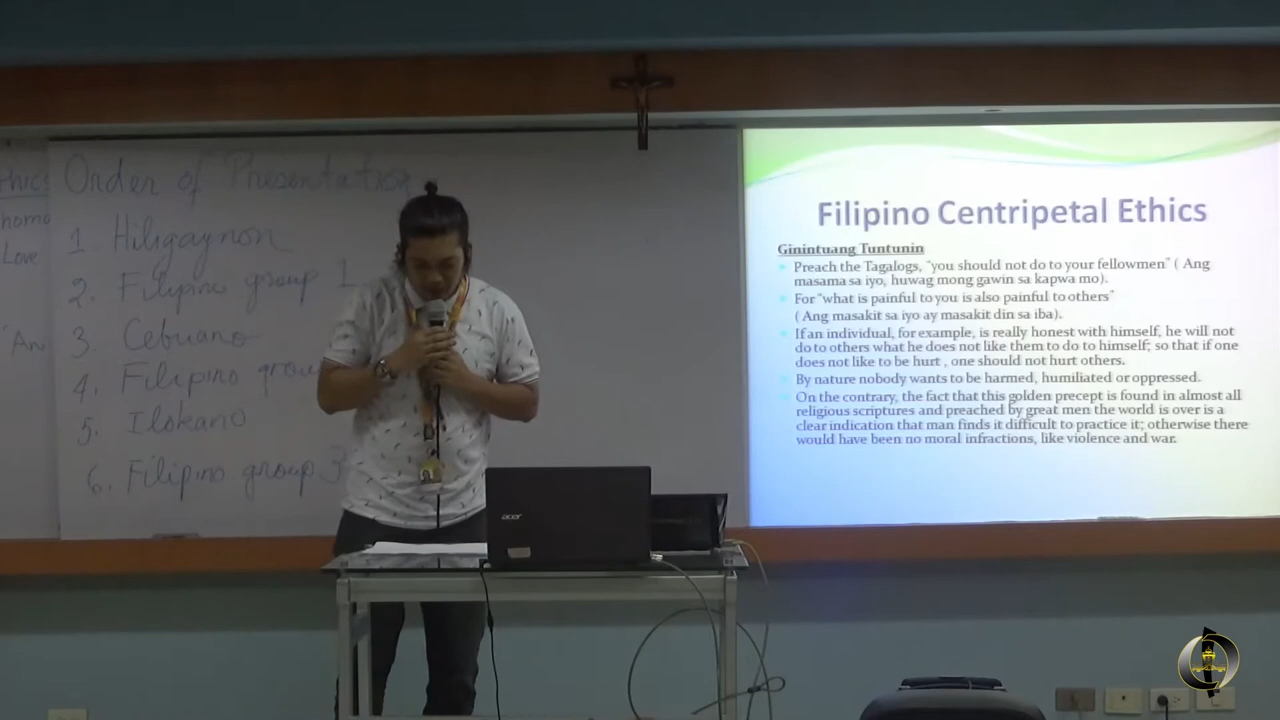 Order of Presentation
1 Hiligaynon
2. Filipino group 1
3. Cebuano
4. Filipino grou
5. Ilokano
6. Filipino group 3
Love
Filipino Centripetal Ethics
Ginintuang Tuntunin
Preach the Tagalogs, “you should not do to your fellowmen” ( Ang
masama sa iyo, huwag mong gawin sa kapwa mo).
For “what is painful to you is also painful to others”
( Ang masakit sa iyo ay masakit din sa iba).
If an individual, for example, is really honest with himself, he will not
do to others what he does not like them to do to himself; so that if one
does not like to be hurt , one should not hurt others.
By nature nobody wants to be harmed, humiliated or oppressed.
On the contrary, the fact that this golden precept is found in almost all
religious scriptures and preached by great men the world is over is a
clear indication that man finds it difficult to practice it; otherwise there
would have been no moral infractions, like violence and war.
acer